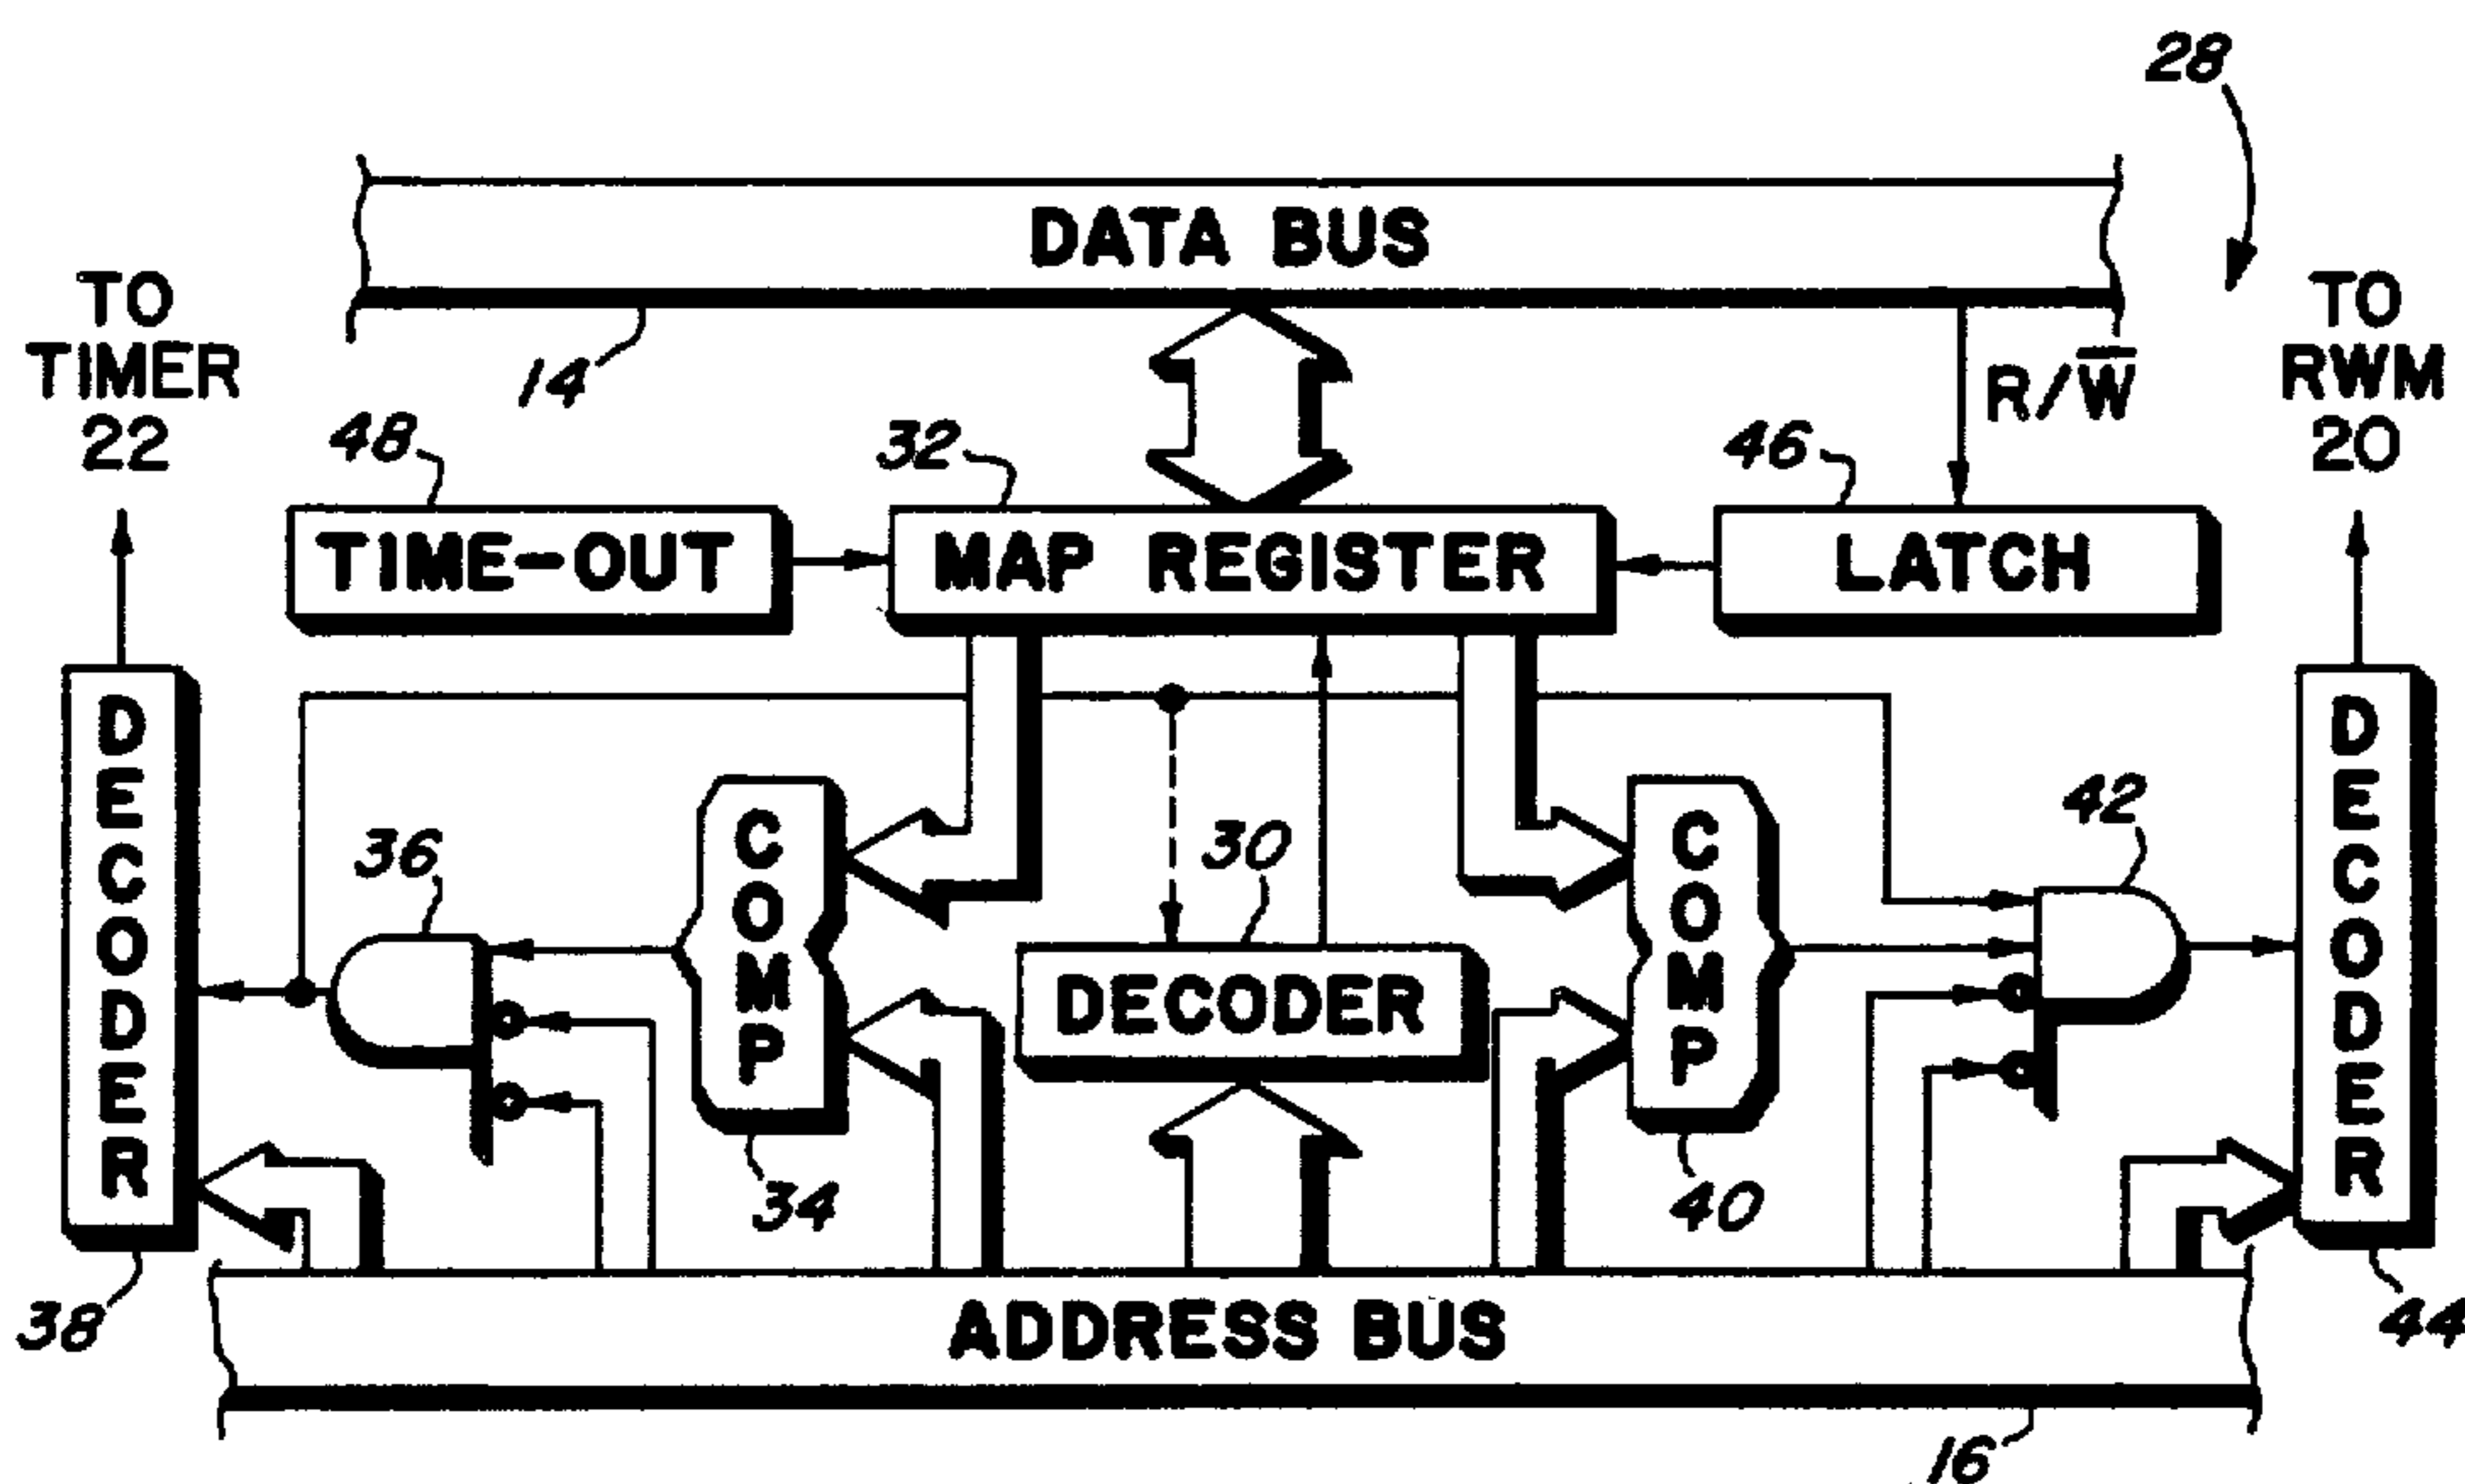 28
DATA BUS
TO
TIMER
22
TO
RWM
20
14
R/W̅
48
32
46
TIME-OUT
MAP REGISTER
LATCH
DECODER
36
COMP
30
COMP
42
DECODER
DECODER
34
40
38
ADDRESS BUS
44
16